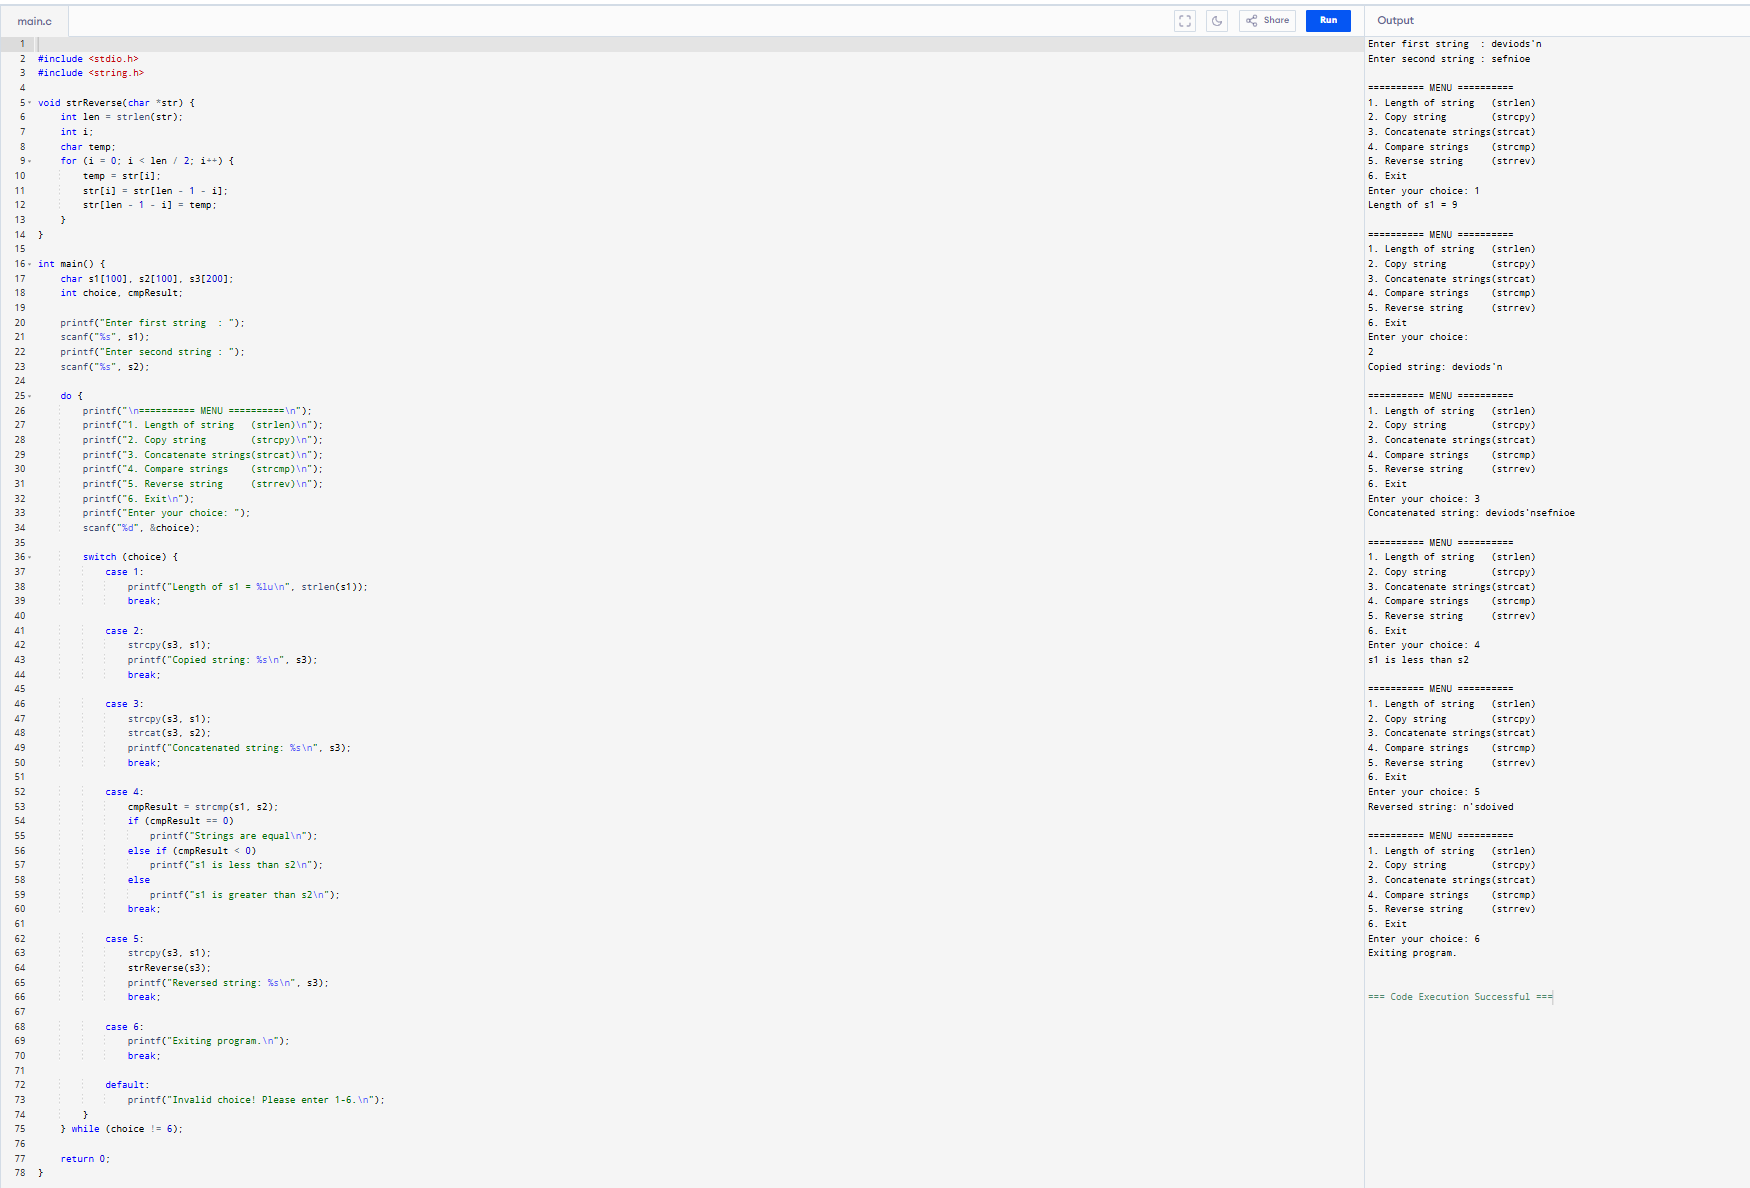 main.c
Share
Run
Output
1
2 #include <stdio.h>
3 #include <string.h>
4
5 void strReverse(char *str) {
6     int len = strlen(str);
7     int i;
8     char temp;
9     for (i = 0; i < len / 2; i++) {
10         temp = str[i];
11         str[i] = str[len - 1 - i];
12         str[len - 1 - i] = temp;
13     }
14 }
15
16 int main() {
17     char s1[100], s2[100], s3[200];
18     int choice, cmpResult;
19
20     printf("Enter first string  : ");
21     scanf("%s", s1);
22     printf("Enter second string : ");
23     scanf("%s", s2);
24
25     do {
26         printf("\n========== MENU ==========\n");
27         printf("1. Length of string   (strlen)\n");
28         printf("2. Copy string        (strcpy)\n");
29         printf("3. Concatenate strings(strcat)\n");
30         printf("4. Compare strings    (strcmp)\n");
31         printf("5. Reverse string     (strrev)\n");
32         printf("6. Exit\n");
33         printf("Enter your choice: ");
34         scanf("%d", &choice);
35
36         switch (choice) {
37             case 1:
38                 printf("Length of s1 = %lu\n", strlen(s1));
39                 break;
40
41             case 2:
42                 strcpy(s3, s1);
43                 printf("Copied string: %s\n", s3);
44                 break;
45
46             case 3:
47                 strcpy(s3, s1);
48                 strcat(s3, s2);
49                 printf("Concatenated string: %s\n", s3);
50                 break;
51
52             case 4:
53                 cmpResult = strcmp(s1, s2);
54                 if (cmpResult == 0)
55                     printf("Strings are equal\n");
56                 else if (cmpResult < 0)
57                     printf("s1 is less than s2\n");
58                 else
59                     printf("s1 is greater than s2\n");
60                 break;
61
62             case 5:
63                 strcpy(s3, s1);
64                 strReverse(s3);
65                 printf("Reversed string: %s\n", s3);
66                 break;
67
68             case 6:
69                 printf("Exiting program.\n");
70                 break;
71
72             default:
73                 printf("Invalid choice! Please enter 1-6.\n");
74         }
75     } while (choice != 6);
76
77     return 0;
78 }
Enter first string  : deviods'n
Enter second string : sefnioe

========== MENU ==========
1. Length of string   (strlen)
2. Copy string        (strcpy)
3. Concatenate strings(strcat)
4. Compare strings    (strcmp)
5. Reverse string     (strrev)
6. Exit
Enter your choice: 1
Length of s1 = 9

========== MENU ==========
1. Length of string   (strlen)
2. Copy string        (strcpy)
3. Concatenate strings(strcat)
4. Compare strings    (strcmp)
5. Reverse string     (strrev)
6. Exit
Enter your choice:
2
Copied string: deviods'n

========== MENU ==========
1. Length of string   (strlen)
2. Copy string        (strcpy)
3. Concatenate strings(strcat)
4. Compare strings    (strcmp)
5. Reverse string     (strrev)
6. Exit
Enter your choice: 3
Concatenated string: deviods'nsefnioe

========== MENU ==========
1. Length of string   (strlen)
2. Copy string        (strcpy)
3. Concatenate strings(strcat)
4. Compare strings    (strcmp)
5. Reverse string     (strrev)
6. Exit
Enter your choice: 4
s1 is less than s2

========== MENU ==========
1. Length of string   (strlen)
2. Copy string        (strcpy)
3. Concatenate strings(strcat)
4. Compare strings    (strcmp)
5. Reverse string     (strrev)
6. Exit
Enter your choice: 5
Reversed string: n'sdoived

========== MENU ==========
1. Length of string   (strlen)
2. Copy string        (strcpy)
3. Concatenate strings(strcat)
4. Compare strings    (strcmp)
5. Reverse string     (strrev)
6. Exit
Enter your choice: 6
Exiting program.

=== Code Execution Successful ===